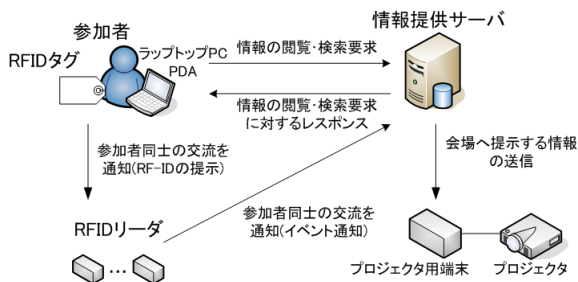 参加者
RFIDタグ
ラップトップPC
PDA
情報の閲覧・検索要求
情報提供サーバ
情報の閲覧・検索要求
に対するレスポンス
参加者同士の交流を
通知(RF-IDの提示)
会場へ提示する情報
の送信
RFIDリーダ
参加者同士の交流を
通知(イベント通知)
…
プロジェクタ用端末
プロジェクタ